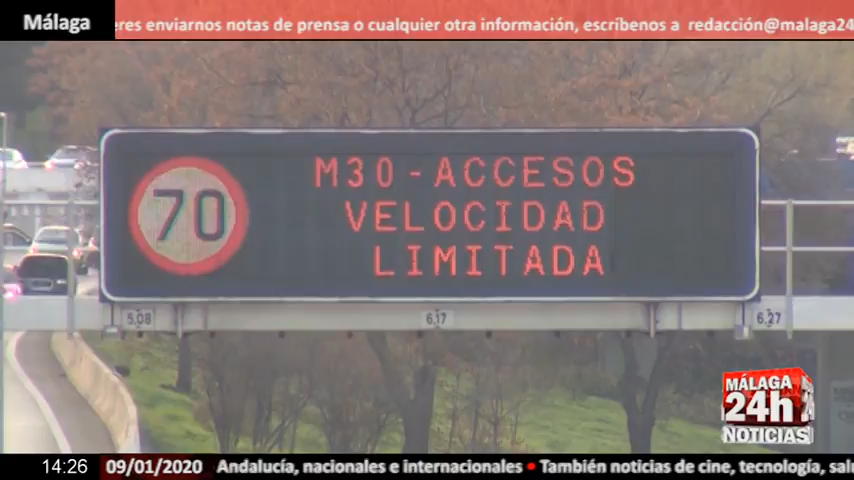 Málaga
eres enviarnos notas de prensa o cualquier otra información, escríbenos a redacción@malaga24
70
M30-ACCESOS
VELOCIDAD
LIMITADA
5,08
6,17
6,27
MÁLAGA
24h
NOTICIAS
14:26
09/01/2020
Andalucía, nacionales e internacionales • También noticias de cine, tecnología, salu